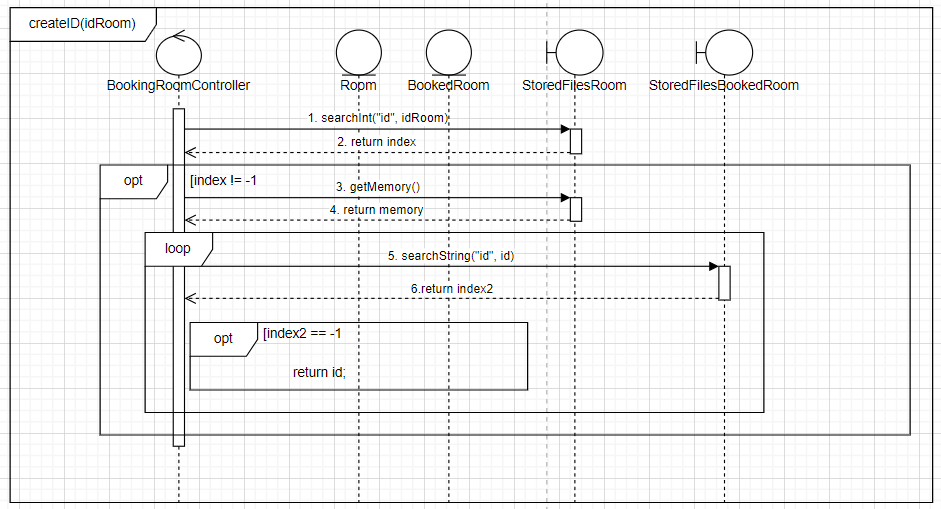 createID(idRoom)
BookingRoomController
Room
BookedRoom
StoredFilesRoom
StoredFilesBookedRoom
1. searchInt("id", idRoom)
2. return index
opt
[index != -1
3. getMemory()
4. return memory
loop
5. searchString("id", id)
6.return index2
opt
[index2 == -1
return id;